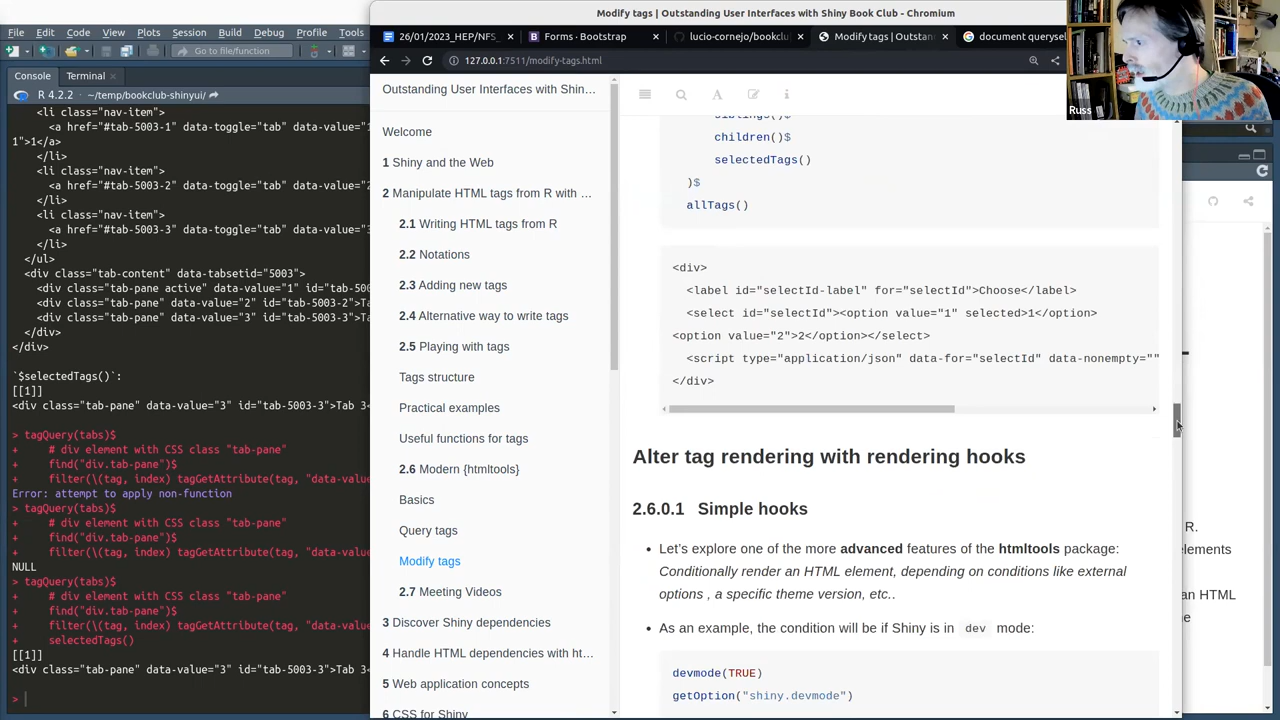 Modify tags | Outstanding User Interfaces with Shiny Book Club - Chromium
File Edit Code View Plots Session Build Debug Profile Tools
Go to file/function
Console Terminal
R 4.2.2 · ~/temp/bookclub-shinyui/
<li class="nav-item">
<a href="#tab-5003-1" data-toggle="tab" data-value="1
1">1</a>
</li>
<li class="nav-item">
<a href="#tab-5003-2" data-toggle="tab" data-value="2
</li>
<li class="nav-item">
<a href="#tab-5003-3" data-toggle="tab" data-value="3
</li>
</ul>
<div class="tab-content" data-tabsetid="5003">
<div class="tab-pane active" data-value="1" id="tab-500
<div class="tab-pane" data-value="2" id="tab-5003-2">Ta
<div class="tab-pane" data-value="3" id="tab-5003-3">Ta
</div>
</div>
`$selectedTags()`:
[[1]]
<div class="tab-pane" data-value="3" id="tab-5003-3">Tab 3<
> tagQuery(tabs)$
+ # div element with CSS class "tab-pane"
+ find("div.tab-pane")$
+ filter(\(tag, index) tagGetAttribute(tag, "data-value
Error: attempt to apply non-function
> tagQuery(tabs)$
+ # div element with CSS class "tab-pane"
+ find("div.tab-pane")$
+ filter(\(tag, index) tagGetAttribute(tag, "data-valu
NULL
> tagQuery(tabs)$
+ # div element with CSS class "tab-pane"
+ find("div.tab-pane")$
+ filter(\(tag, index) tagGetAttribute(tag, "data-valu
+ selectedTags()
[[1]]
<div class="tab-pane" data-value="3" id="tab-5003-3">Tab 3<
>
26/01/2023_HEP/NFS_ Forms · Bootstrap lucio-cornejo/bookclu Modify tags | Outstan document querysel
127.0.0.1:7511/modify-tags.html
Russ
Outstanding User Interfaces with Shin…
Welcome
1 Shiny and the Web
2 Manipulate HTML tags from R with …
2.1 Writing HTML tags from R
2.2 Notations
2.3 Adding new tags
2.4 Alternative way to write tags
2.5 Playing with tags
Tags structure
Practical examples
Useful functions for tags
2.6 Modern {htmltools}
Basics
Query tags
Modify tags
2.7 Meeting Videos
3 Discover Shiny dependencies
4 Handle HTML dependencies with ht…
5 Web application concepts
6 CSS for Shiny
siblings()$
children()$
selectedTags()
)$
allTags()
<div>
<label id="selectId-label" for="selectId">Choose</label>
<select id="selectId"><option value="1" selected>1</option>
<option value="2">2</option></select>
<script type="application/json" data-for="selectId" data-nonempty=""
</div>
Alter tag rendering with rendering hooks
2.6.0.1 Simple hooks
• Let's explore one of the more advanced features of the htmltools package:
Conditionally render an HTML element, depending on conditions like external
options , a specific theme version, etc..
• As an example, the condition will be if Shiny is in dev mode:
devmode(TRUE)
getOption("shiny.devmode")
R.
elements
an HTML
e